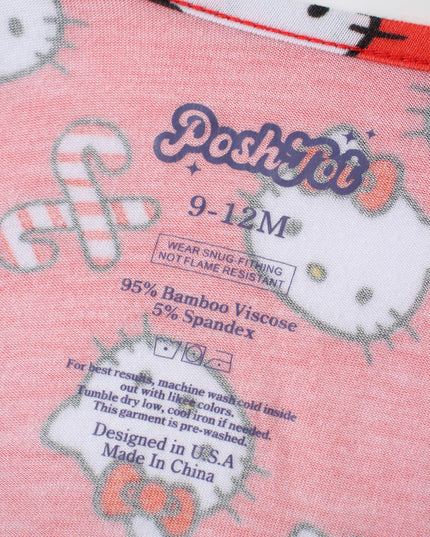 Posh Tot
9-12M
WEAR SNUG-FITHING
NOT FLAME RESISTANT
95% Bamboo Viscose
5% Spandex
For best results, machine wash cold inside
out with likee colors.
Tumble dry low, cool iron if needed.
This garment is pre-washed.
Designed in U.S.A
Made In China